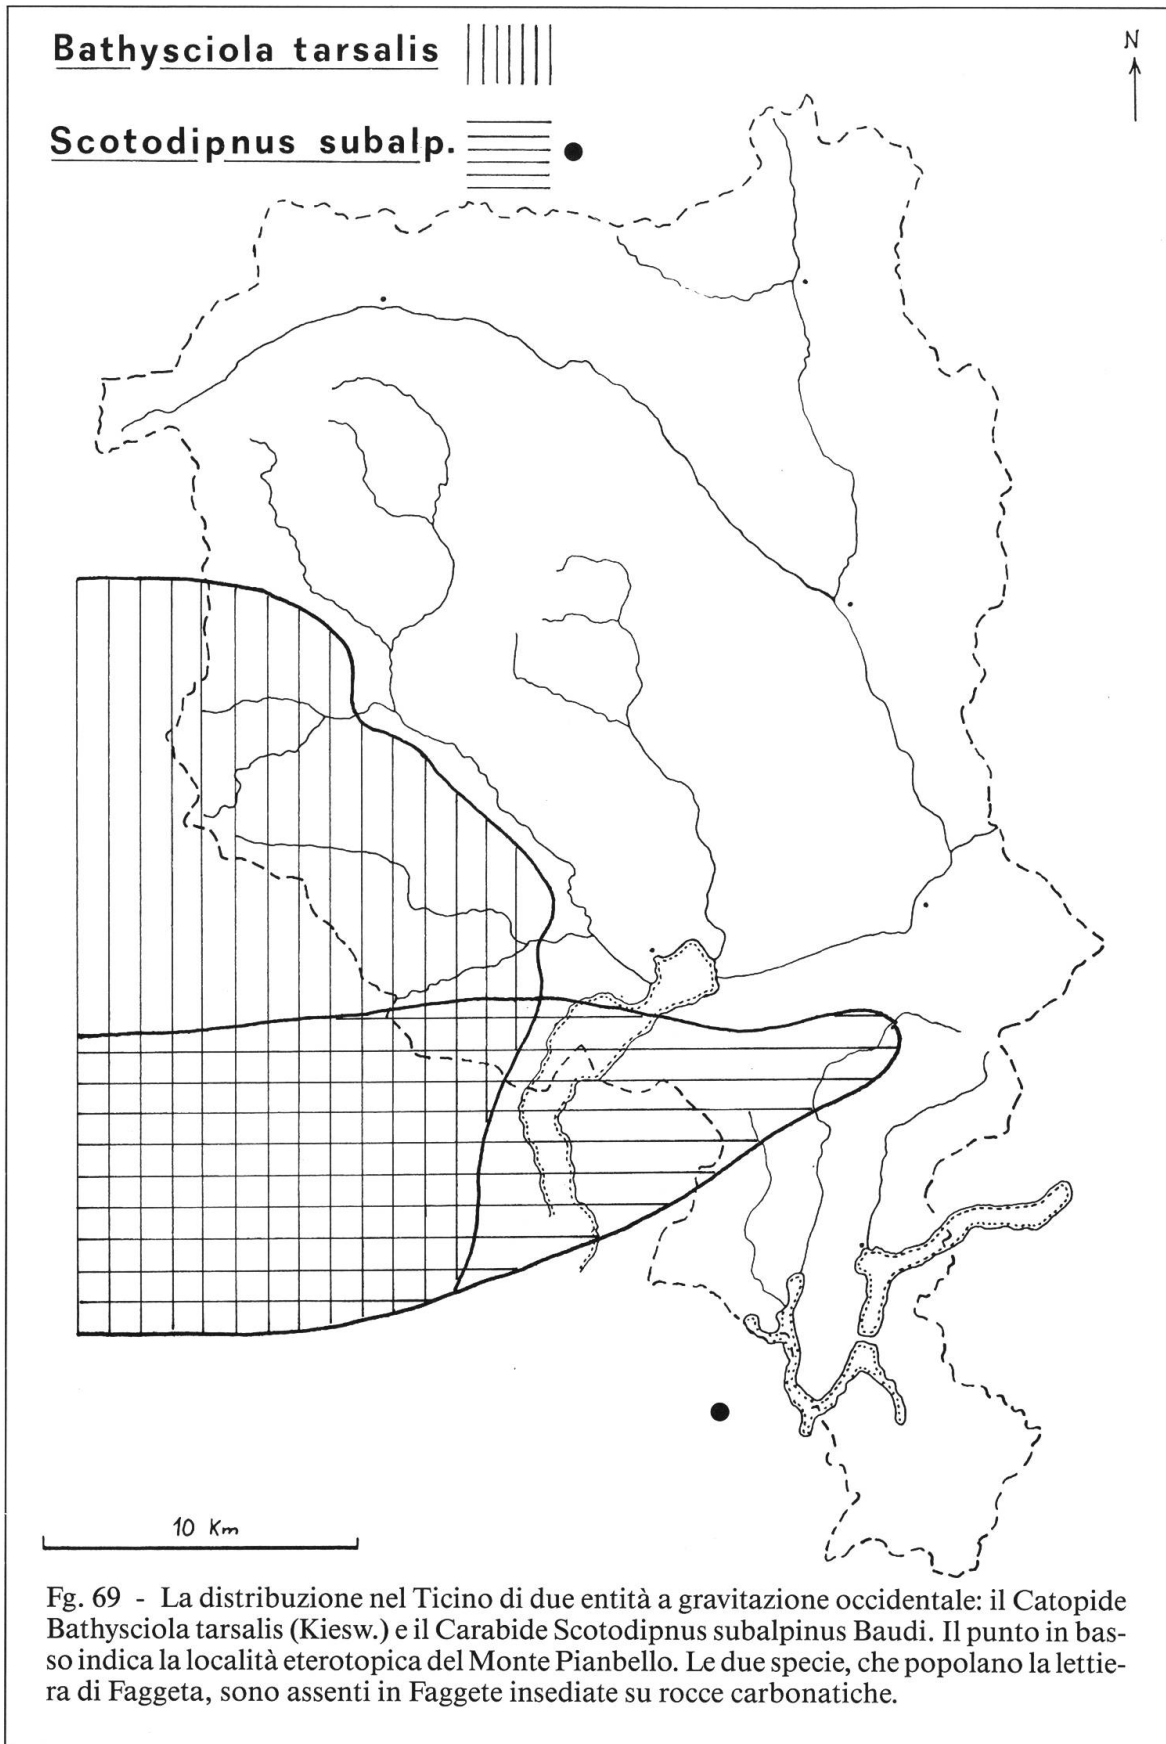 Bathysciola tarsalis
N
Scotodipnus subalp.
10 Km
Fg. 69 - La distribuzione nel Ticino di due entità a gravitazione occidentale: il Catopide
Bathysciola tarsalis (Kiesw.) e il Carabide Scotodipnus subalpinus Baudi. Il punto in bas-
so indica la località eterotopica del Monte Pianbello. Le due specie, che popolano la lettie-
ra di Faggeta, sono assenti in Faggete insediate su rocce carbonatiche.